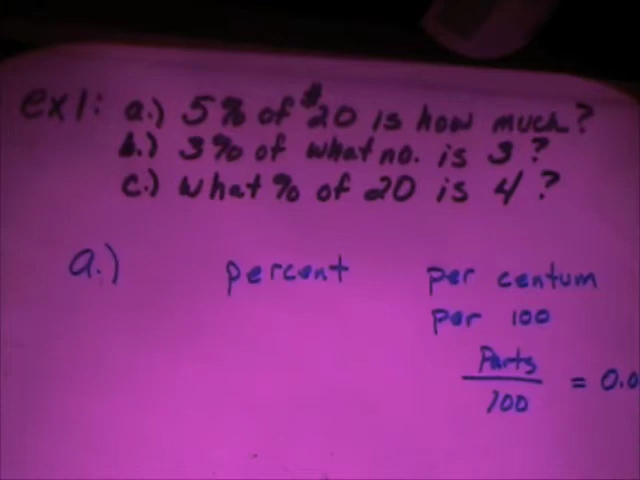 ex1: a.) 5% of $20 is how much?
b.) 3% of what no. is 3?
c.) what % of 20 is 4?
a.) percent per centum
per 100
Parts
100
= 0.0